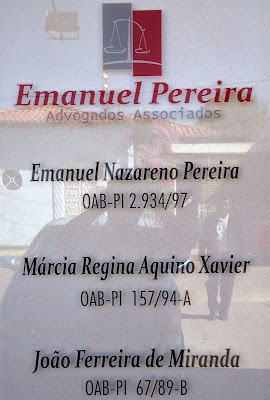 Emanuel Pereira
Advogados Associados
Emanuel Nazareno Pereira
OAB-PI 2.934/97
Márcia Regina Aquino Xavier
OAB-PI 157/94-A
João Ferreira de Miranda
OAB-PI 67/89-B